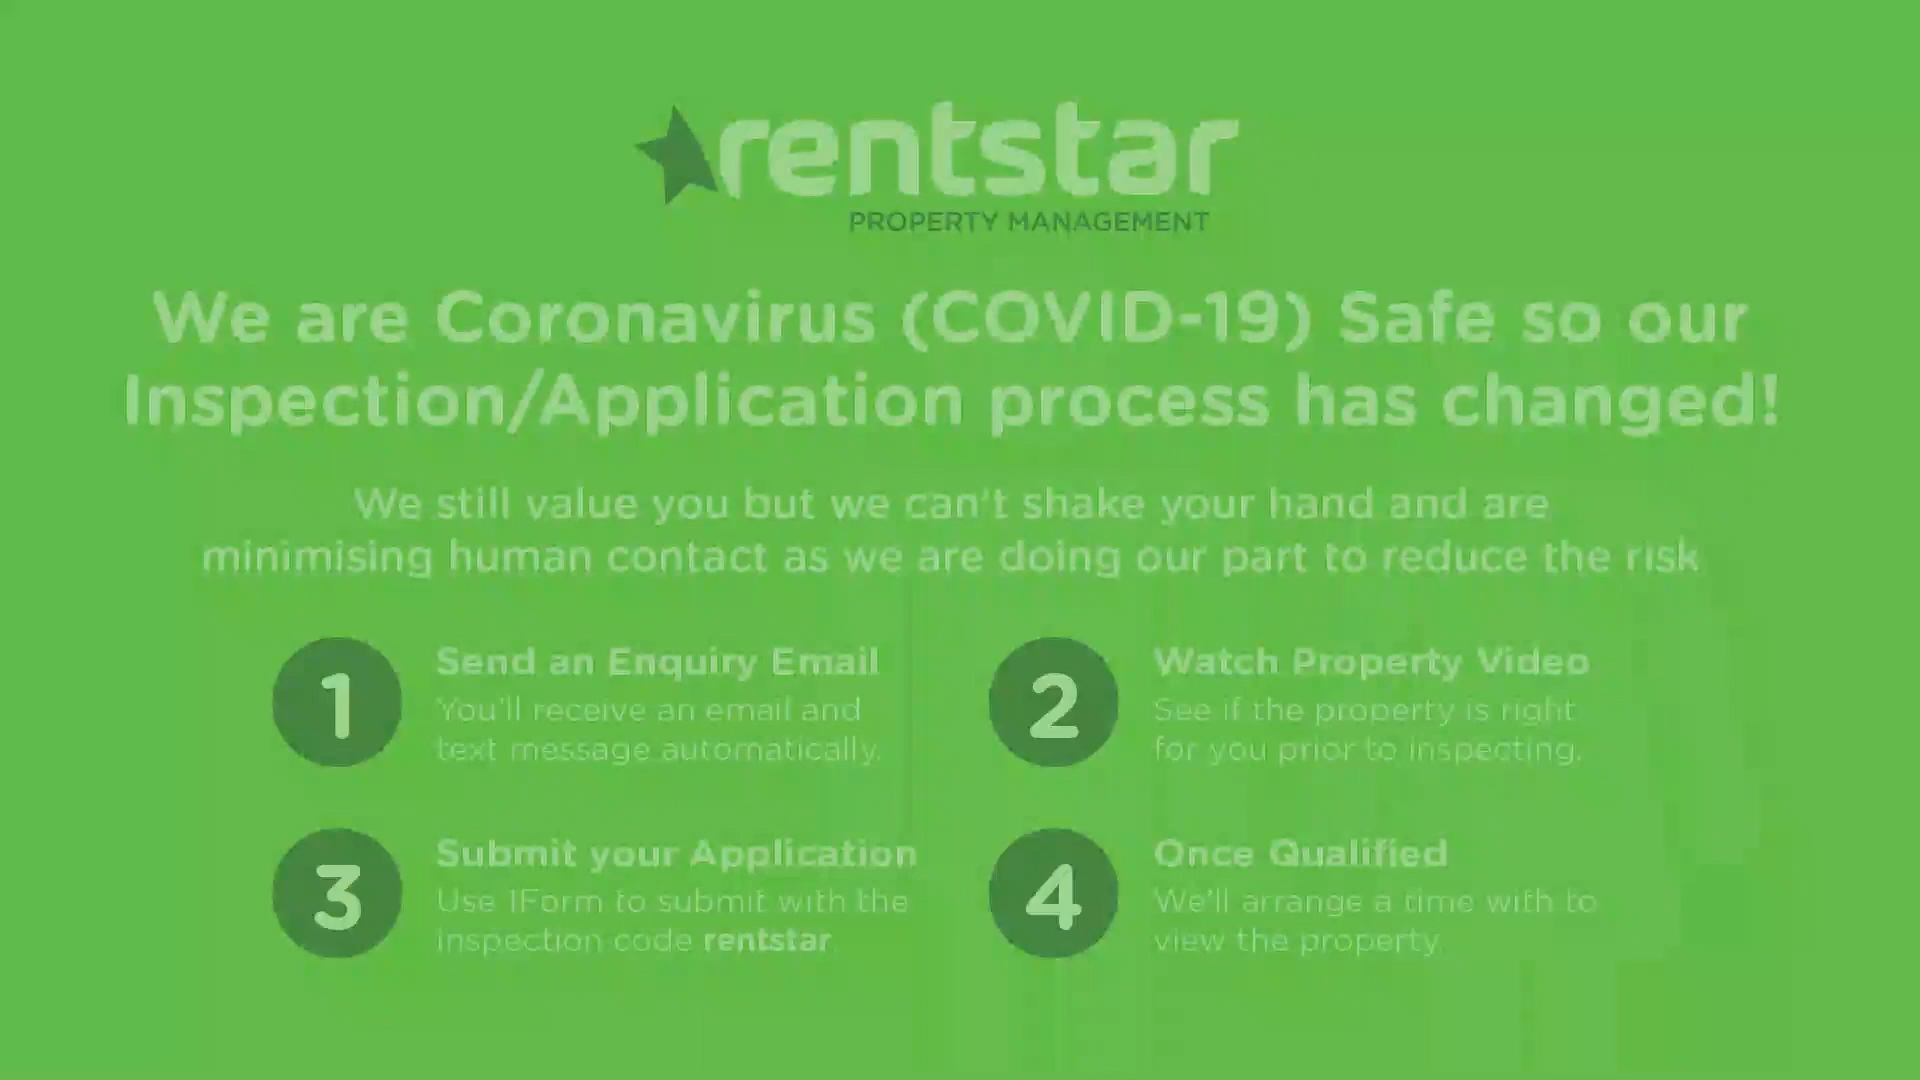 rentstar
PROPERTY MANAGEMENT
We are Coronavirus (COVID-19) Safe so our
Inspection/Application process has changed!
We still value you but we can't shake your hand and are
minimising human contact as we are doing our part to reduce the risk
1
Send an Enquiry Email
You'll receive an email and
text message automatically.
2
Watch Property Video
See if the property is right
for you prior to inspecting.
3
Submit your Application
Use 1Form to submit with the
inspection code rentstar
4
Once Qualified
We'll arrange a time with to
view the property.